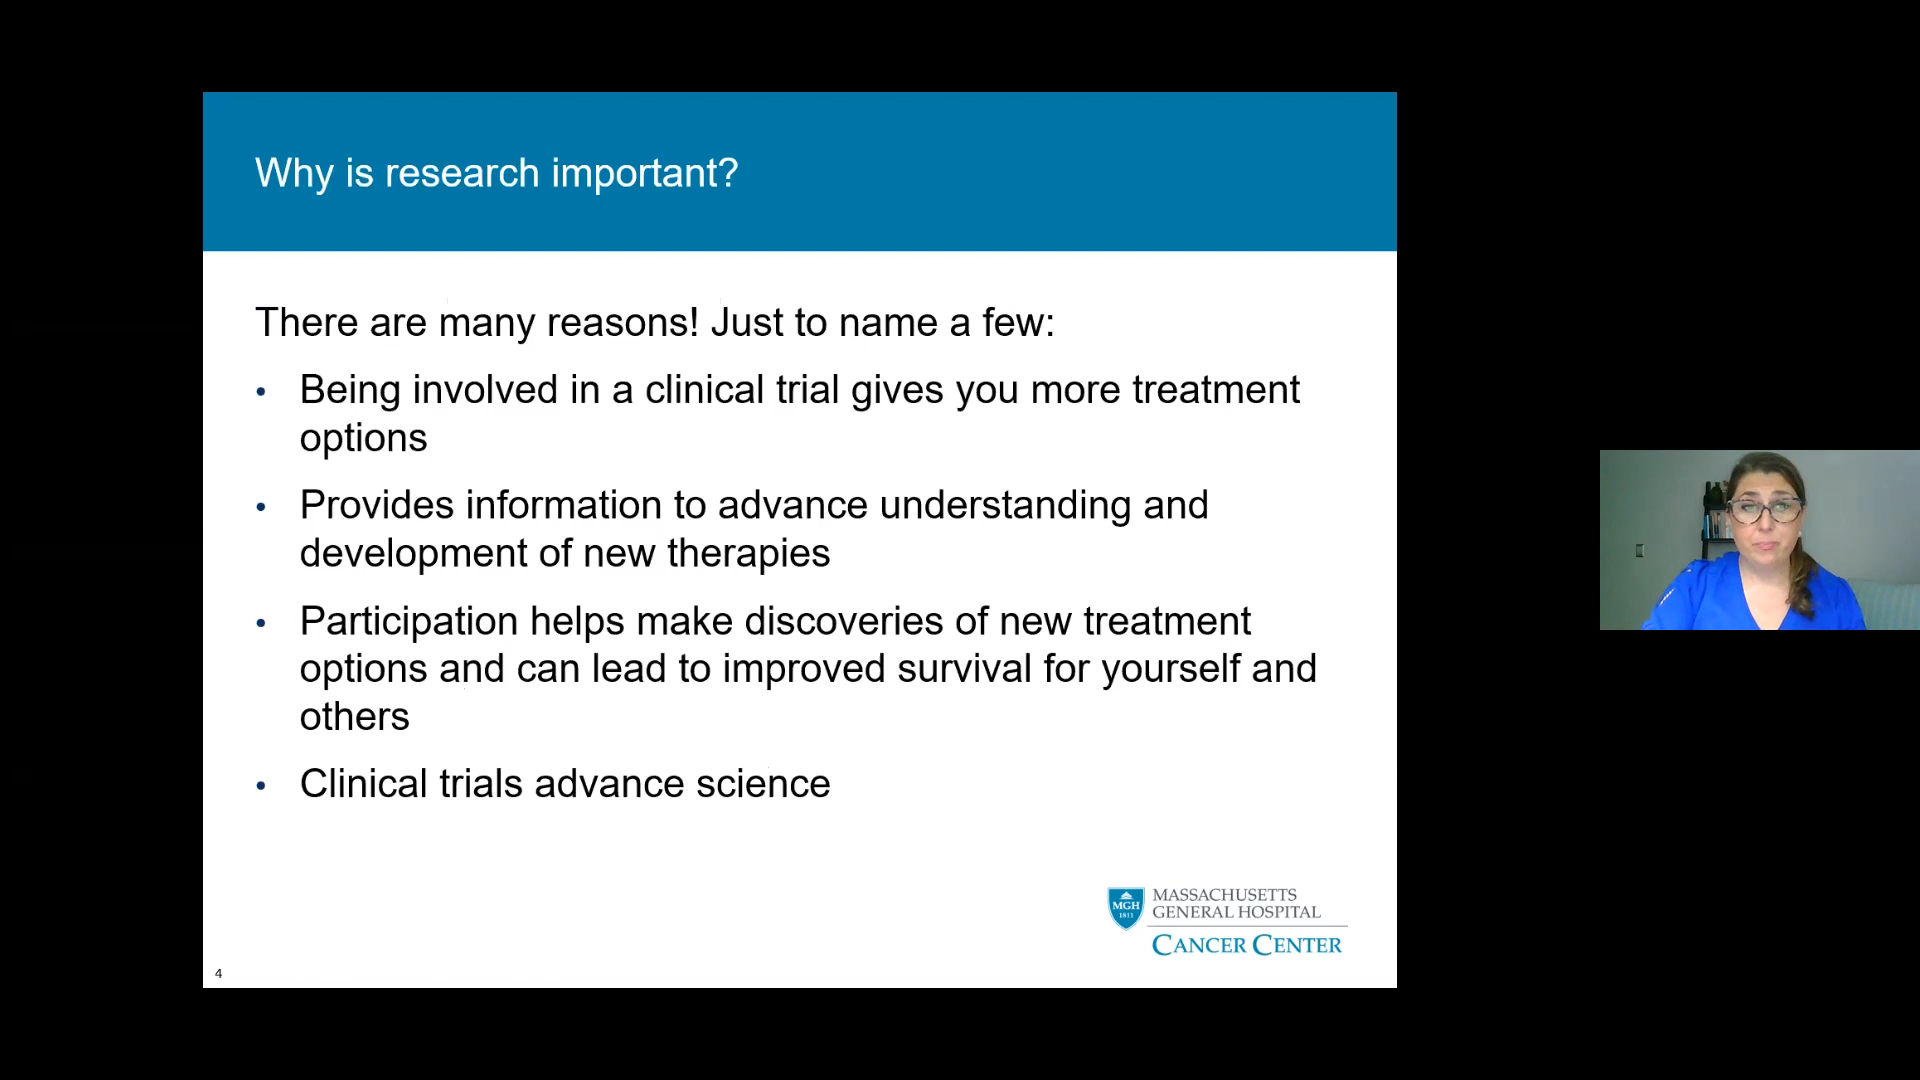 Why is research important?
There are many reasons! Just to name a few:
• Being involved in a clinical trial gives you more treatment
options
• Provides information to advance understanding and
development of new therapies
• Participation helps make discoveries of new treatment
options and can lead to improved survival for yourself and
others
• Clinical trials advance science
MGH
1811
MASSACHUSETTS
GENERAL HOSPITAL
CANCER CENTER
4